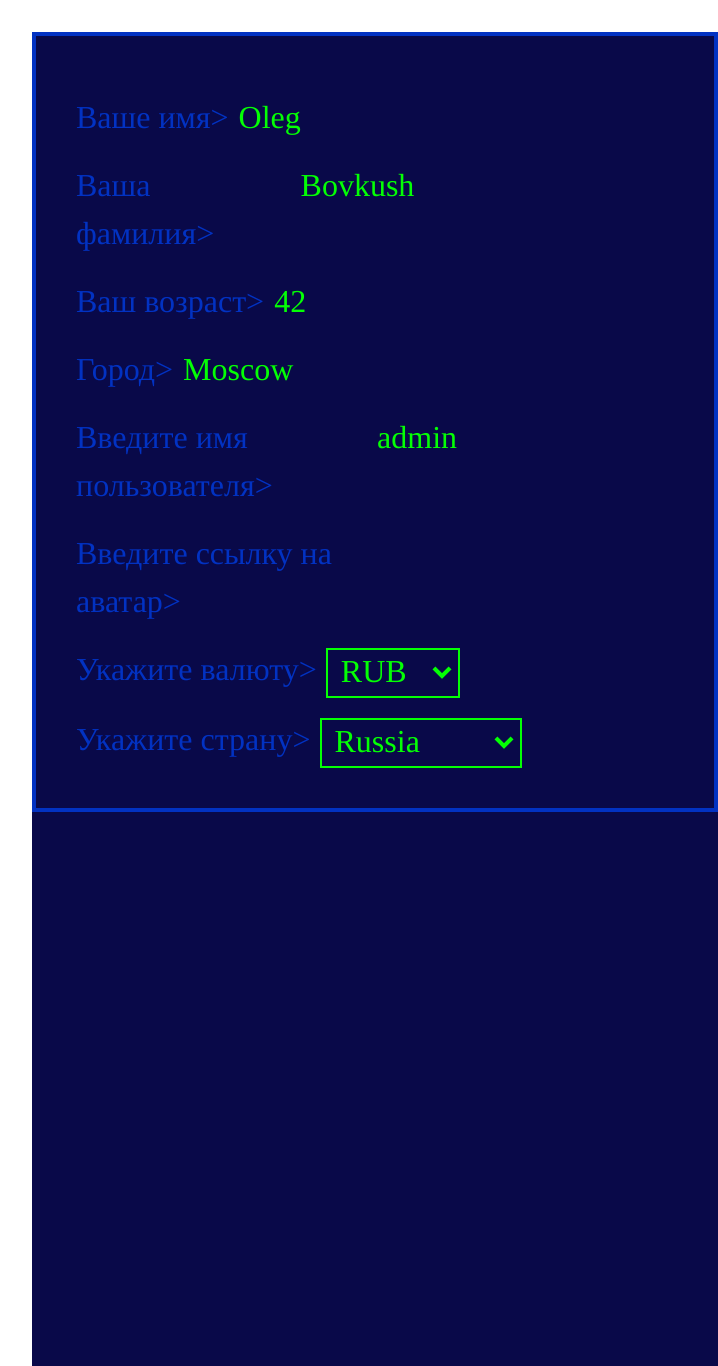 Ваше имя> Oleg
Ваша Bovkush
фамилия>
Ваш возраст> 42
Город> Moscow
Введите имя admin
пользователя>
Введите ссылку на
аватар>
Укажите валюту> RUB
Укажите страну> Russia